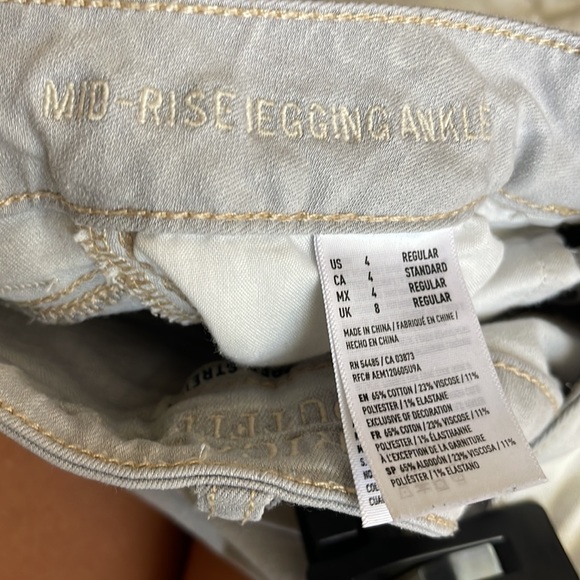 MID-RISE JEGGING ANKLE
US 4 REGULAR
CA 4 STANDARD
MX 4 REGULAR
UK 8 REGULAR
MADE IN CHINA / FABRIQUÉ EN CHINE /
HECHO EN CHINA
RN 54485 / CA 03873
RFC# AEM120605U9A
EN 65% COTTON / 23% VISCOSE / 11%
POLYESTER / 1% ELASTANE
EXCLUSIVE OF DECORATION
FR 65% COTON / 23% VISCOSE / 11%
POLYESTER / 1% ÉLASTHANNE
À L'EXCEPTION DE LA GARNITURE
SP 65% ALGODÓN / 23% VISCOSA / 11%
POLIÉSTER / 1% ELASTANO